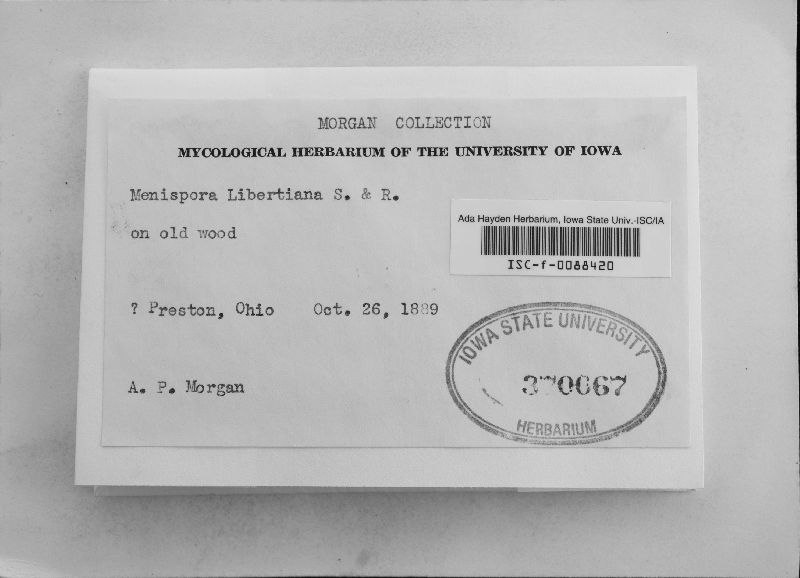 MORGAN COLLECTION
MYCOLOGICAL HERBARIUM OF THE UNIVERSITY OF IOWA
Menispora Libertiana S. & R.
on old wood
Ada Hayden Herbarium, Iowa State Univ.-ISC/IA
ISC-f-0088420
? Preston, Ohio Oct. 26, 1889
A. P. Morgan
IOWA STATE UNIVERSITY
370667
HERBARIUM